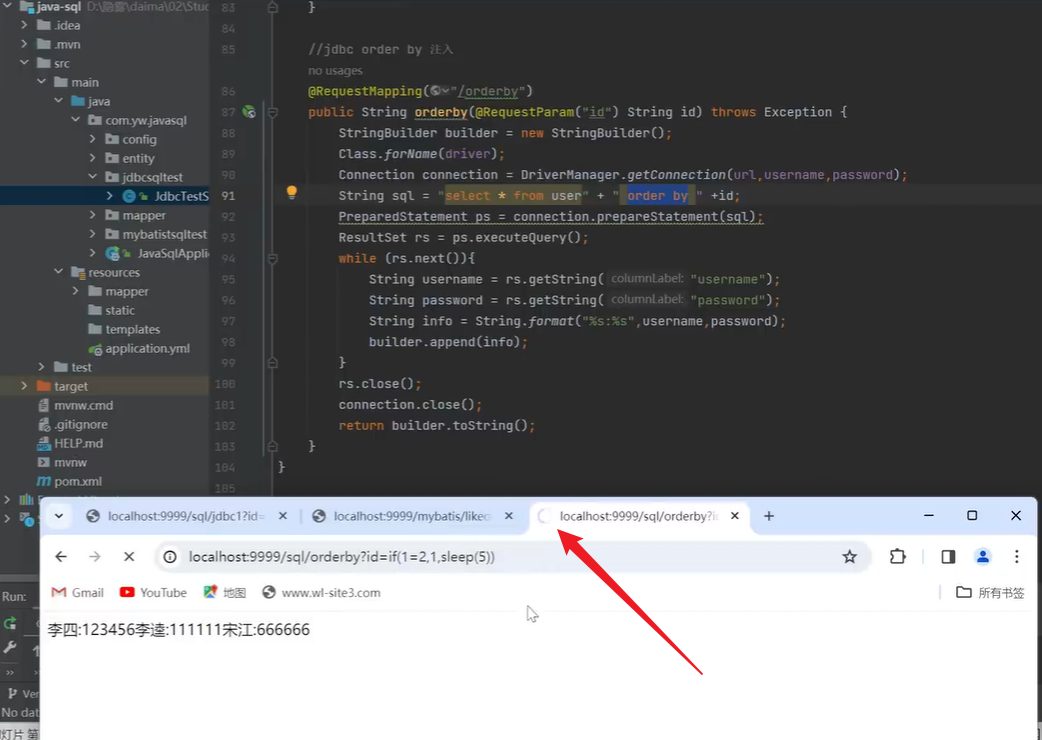 java-sql D:\隐雾\daima\02\Stud
.idea
.mvn
src
main
java
com.yw.javasql
config
entity
jdbcsqltest
JdbcTestS
mapper
mybatissqltest
JavaSqlApplic
resources
mapper
static
templates
application.yml
test
target
mvnw.cmd
.gitignore
HELP.md
mvnw
pom.xml
83 }
84
85 //jdbc order by 注入
no usages
86 @RequestMapping("/orderby")
87 public String orderby(@RequestParam("id") String id) throws Exception {
88 StringBuilder builder = new StringBuilder();
89 Class.forName(driver);
90 Connection connection = DriverManager.getConnection(url,username,password);
91 String sql = "select * from user" + " order by " +id;
92 PreparedStatement ps = connection.prepareStatement(sql);
93 ResultSet rs = ps.executeQuery();
94 while (rs.next()){
95 String username = rs.getString( columnLabel: "username");
96 String password = rs.getString( columnLabel: "password");
97 String info = String.format("%s:%s",username,password);
98 builder.append(info);
99 }
100 rs.close();
101 connection.close();
102 return builder.toString();
103 }
104 }
105
Run:
Ver
No dat
localhost:9999/sql/jdbc1?id=
localhost:9999/mybatis/liked
localhost:9999/sql/orderby?i
localhost:9999/sql/orderby?id=if(1=2,1,sleep(5))
Gmail YouTube 地图 www.wl-site3.com 所有书签
李四:123456李逵:111111宋江:666666